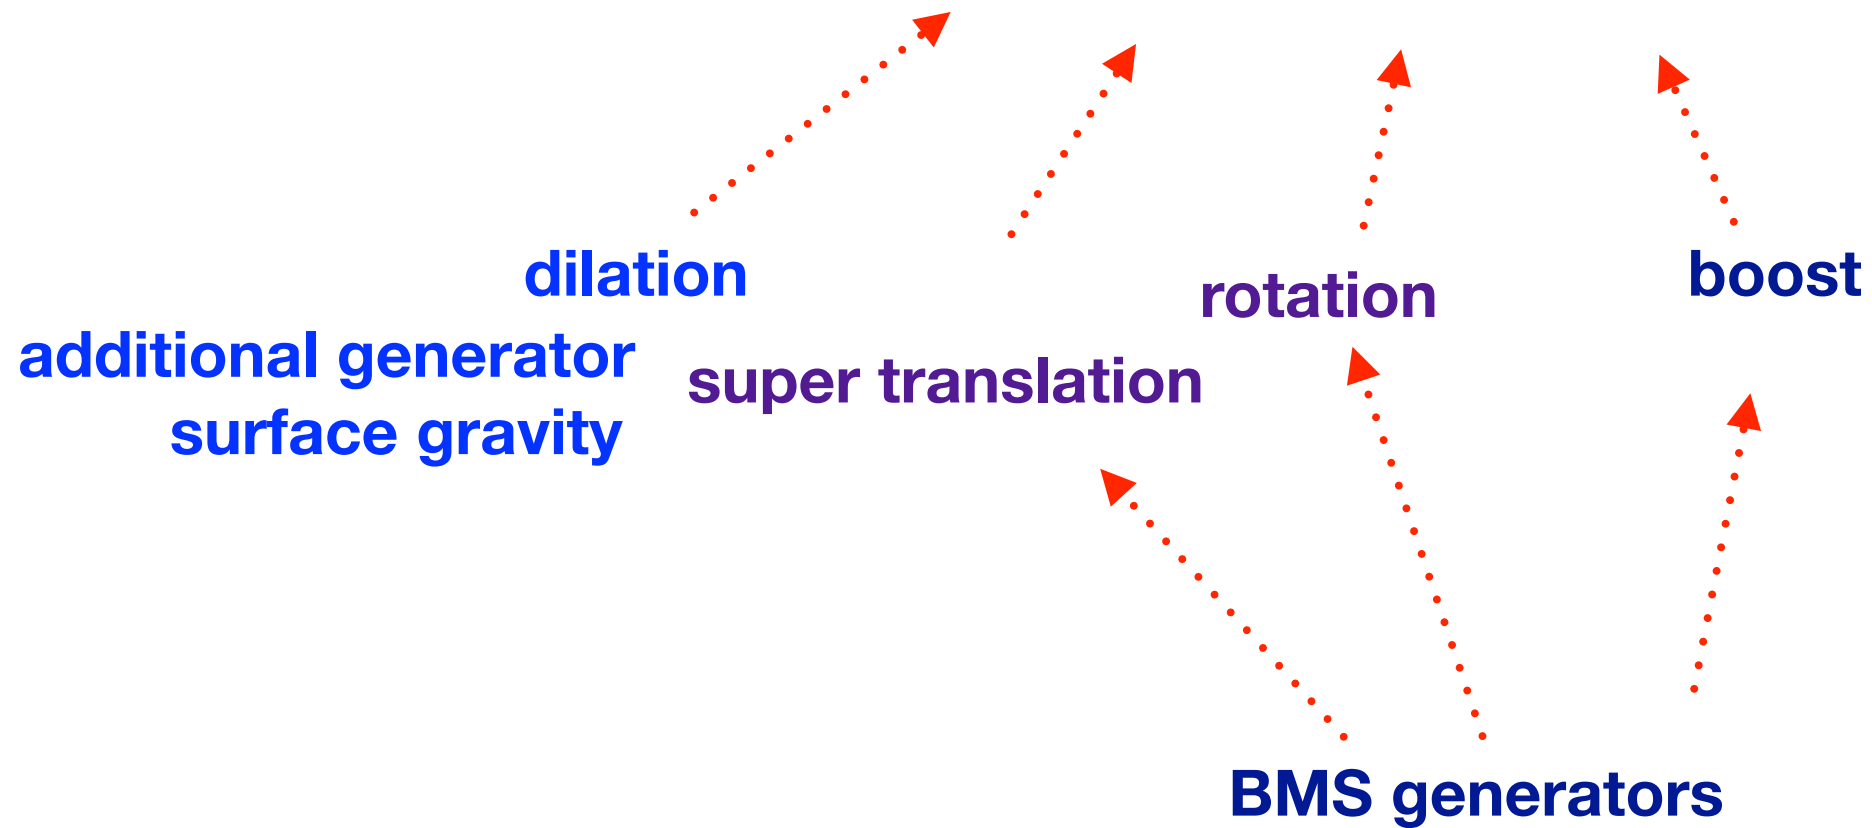 dilation
additional generator
surface gravity
super translation
rotation
boost
BMS generators